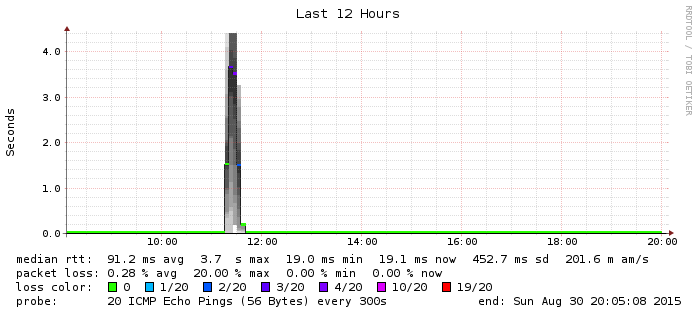 Last 12 Hours
RRDTOOL / TOBI OETIKER
Seconds
4.0
3.0
2.0
1.0
0.0
10:00 12:00 14:00 16:00 18:00 20:00
median rtt: 91.2 ms avg 3.7 s max 19.0 ms min 19.1 ms now 452.7 ms sd 201.6 m am/s
packet loss: 0.28 % avg 20.00 % max 0.00 % min 0.00 % now
loss color: 0 1/20 2/20 3/20 4/20 10/20 19/20
probe: 20 ICMP Echo Pings (56 Bytes) every 300s end: Sun Aug 30 20:05:08 2015